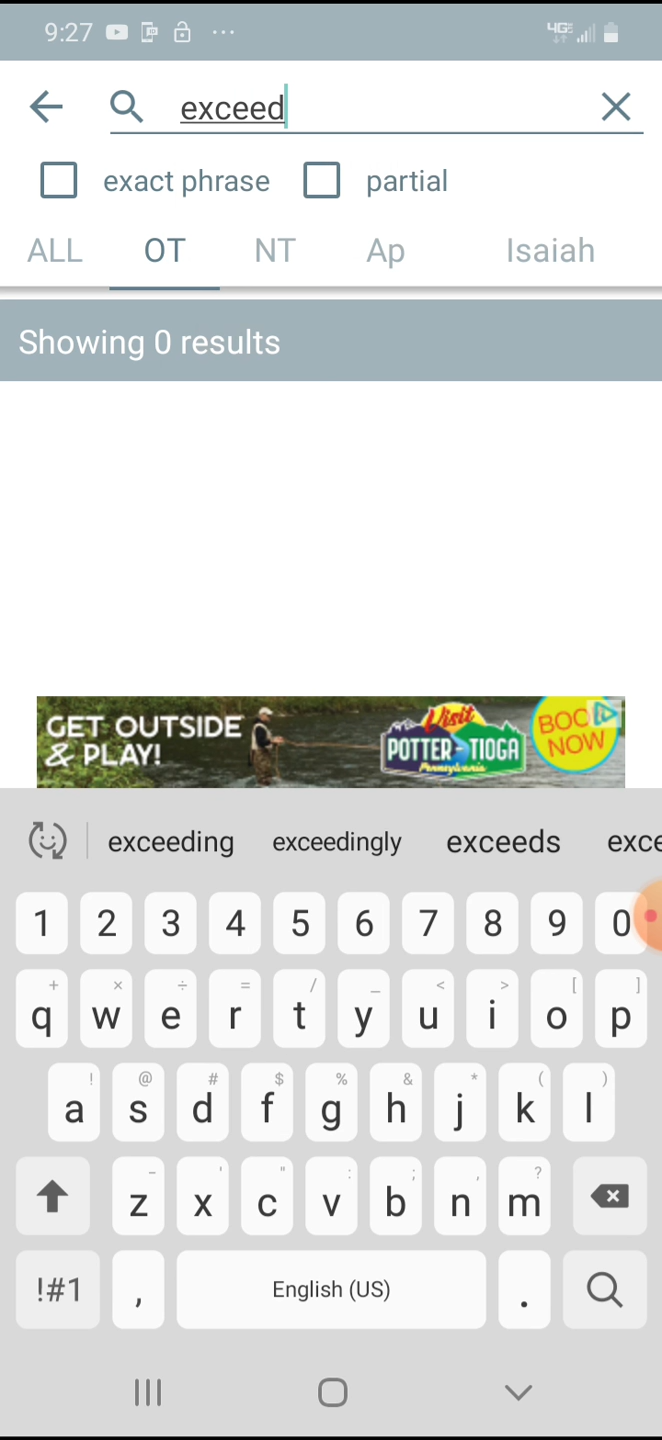 9:27 ... 4GE
exceed
exact phrase partial
ALL OT NT Ap Isaiah
Showing 0 results
GET OUTSIDE
& PLAY!
Visit
POTTER-TIOGA
Pennsylvania
BOO
NOW
exceeding exceedingly exceeds exce
1 2 3 4 5 6 7 8 9 0
+ × ÷ = / _ < > [ ]
q w e r t y u i o p
! @ # $ % & * ( )
a s d f g h j k l
- ' " : ; , ?
z x c v b n m
!#1 , English (US) .